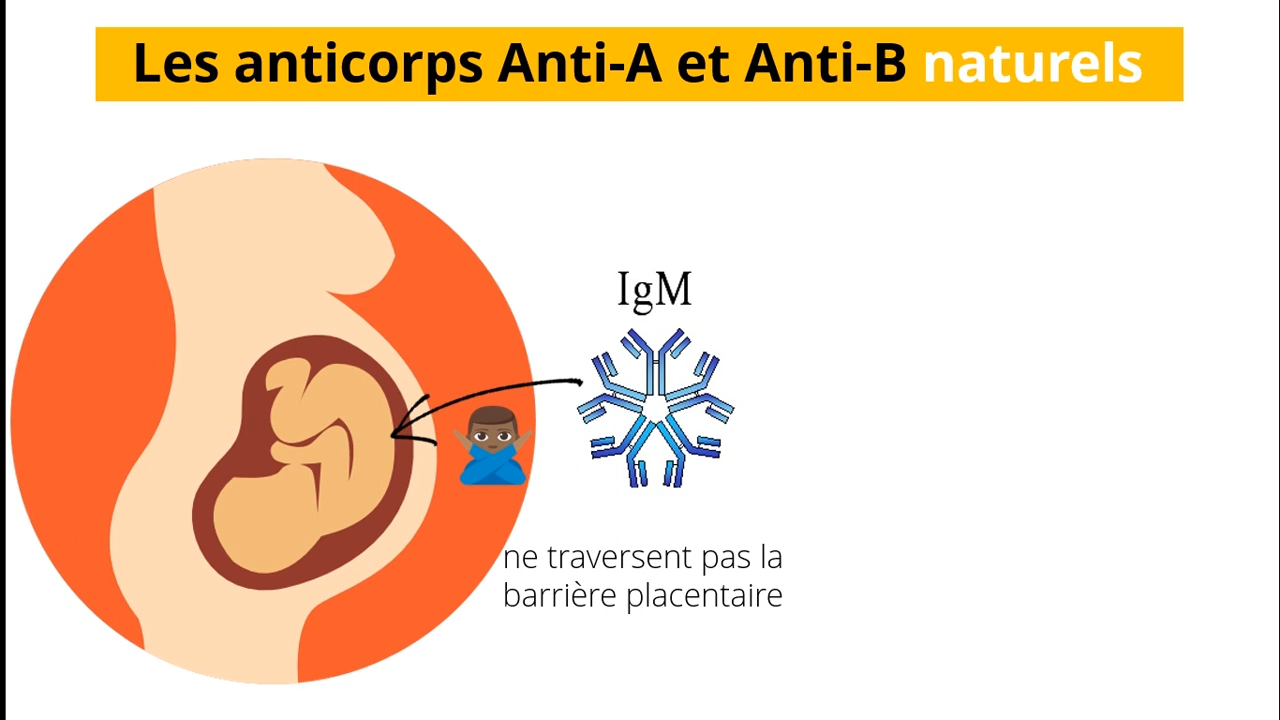 Les anticorps Anti-A et Anti-B naturels
IgM
ne traversent pas la
barrière placentaire